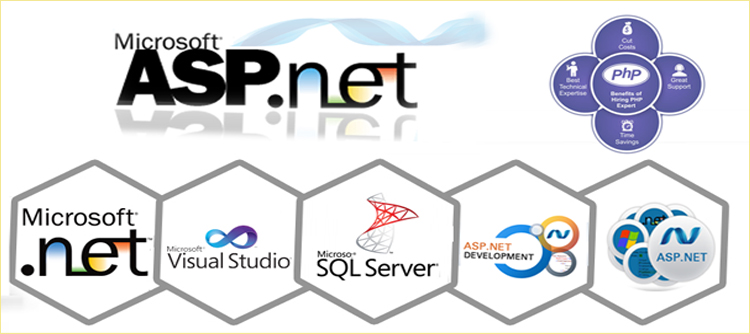 Microsoft®
ASP.net
Cut
Costs
Best
Technical
Expertise
PhP
Benefits of
Hiring PHP
Expert
Great
Support
Time
Savings
Microsoft®
.net™
Microsoft®
Visual Studio®
Microso®
SQL Server®
ASP.NET
DEVELOPMENT
.net
ASP.NET